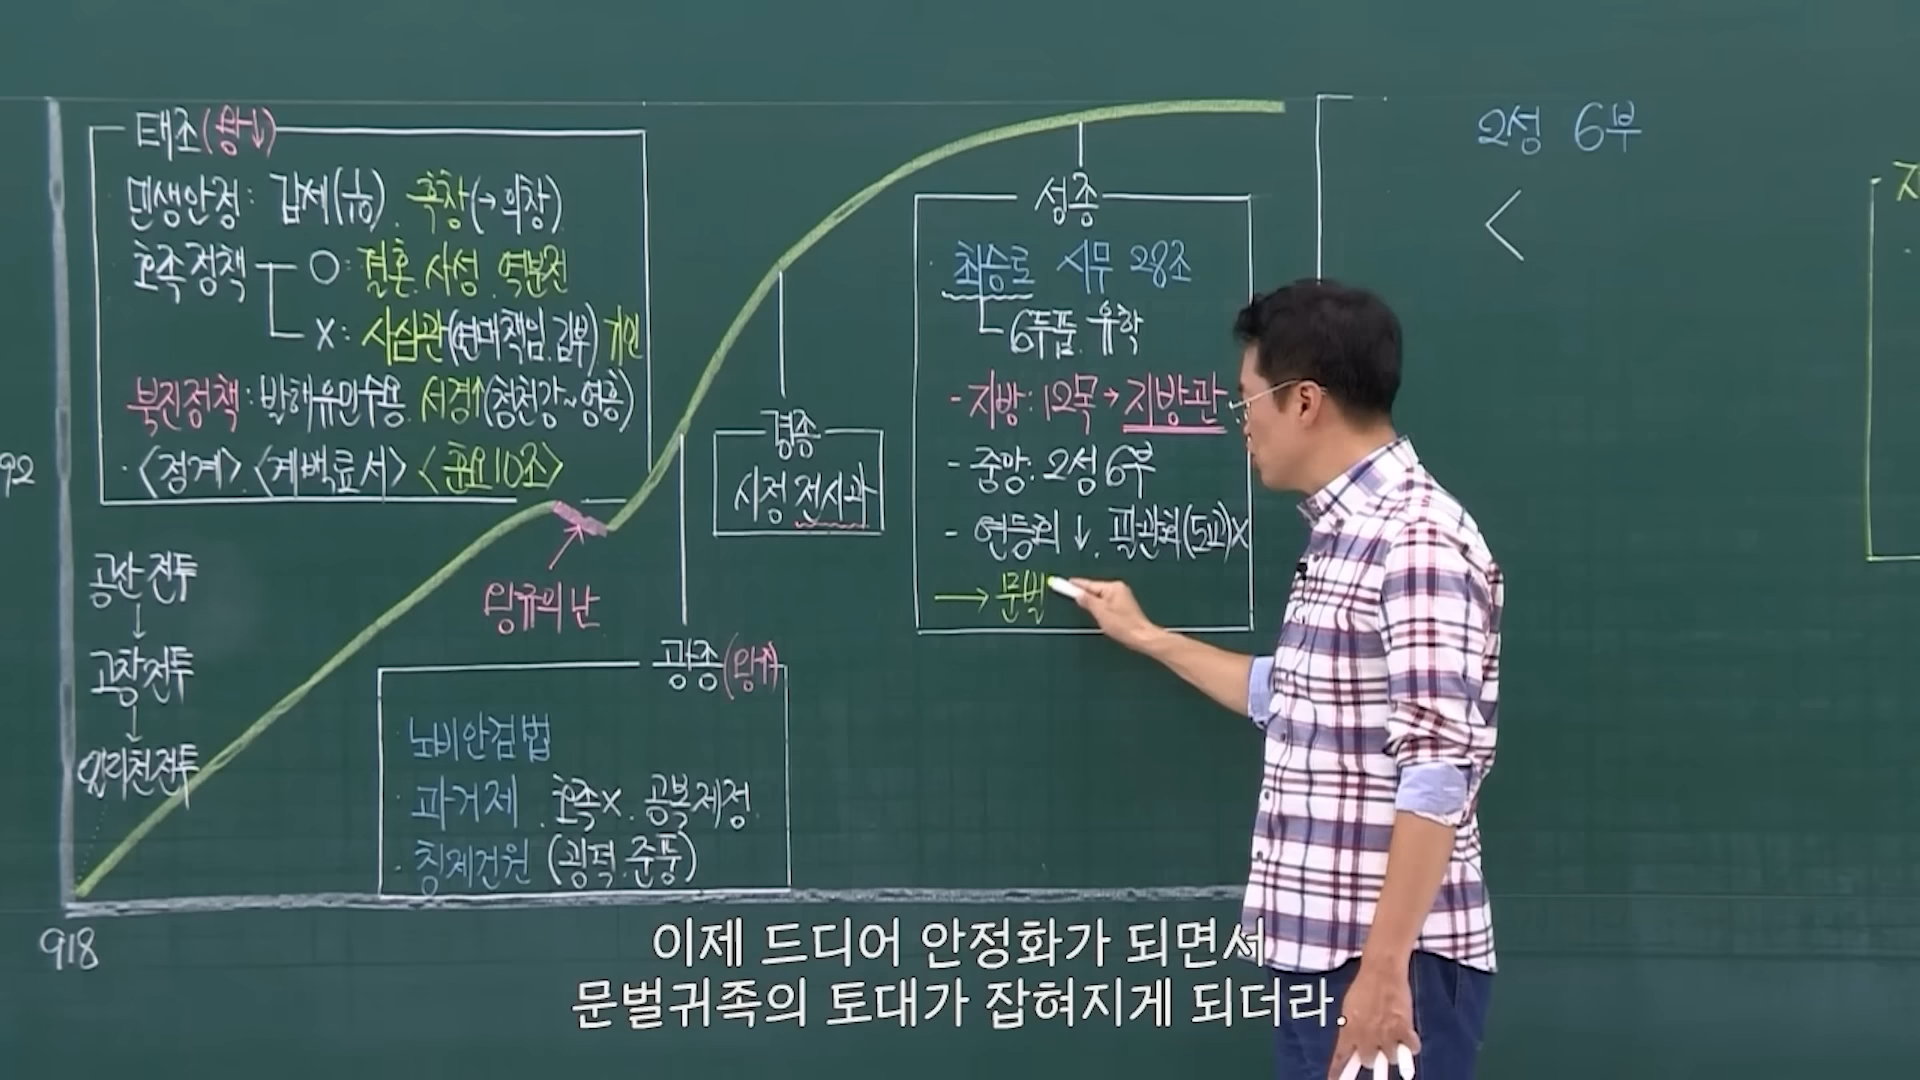 태조(왕↓)
민생안정: 감세(1/10). 흑창(→의창)
호족정책 O: 결혼. 사성. 역분전
X: 사심관(연대책임. 김부) 기인
북진정책: 발해유민수용. 서경↑(청천강~영흥)
·<정계>. <계백료서> <훈요10조>
92
공산전투
↓
고창전투
↓
일리천전투
918
왕규의 난
광종(왕↑)
·노비안검법
·과거제. 호족X. 공복제정.
·칭제건원 (광덕.준풍)
경종
시정 전시과
성종
·최승로 시무 28조
6두품. 유학
-지방: 12목→지방관
-중앙: 2성 6부
-연등회↓. 팔관회(도교)X
→문벌
2성 6부
<
지
이제 드디어 안정화가 되면서
문벌귀족의 토대가 잡혀지게 되더라.